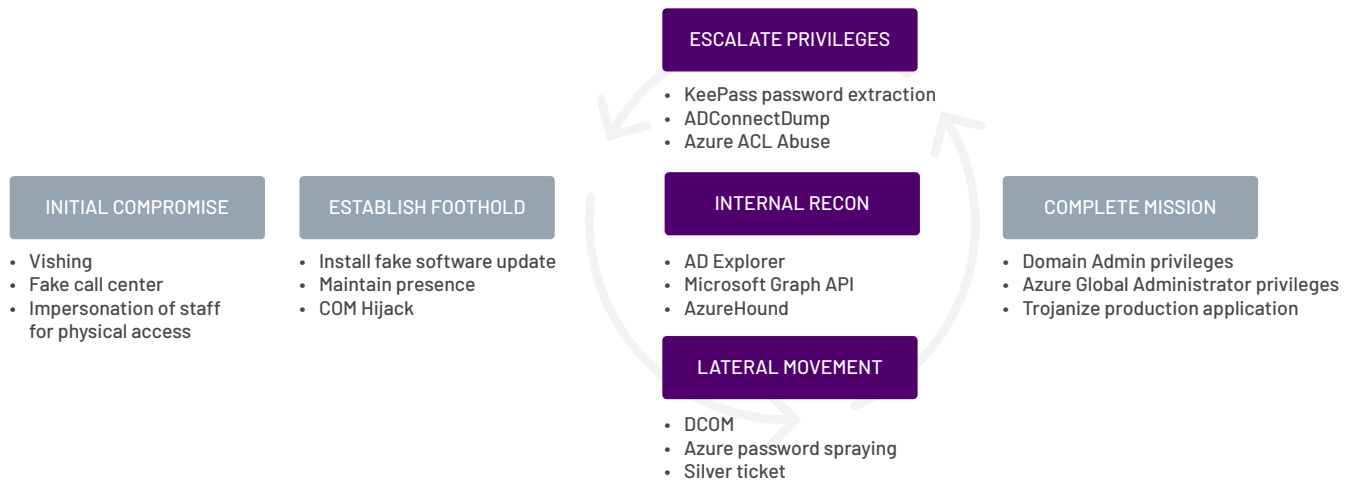 ESCALATE PRIVILEGES
• KeePass password extraction
• ADConnectDump
• Azure ACL Abuse
INITIAL COMPROMISE
• Vishing
• Fake call center
• Impersonation of staff
for physical access
ESTABLISH FOOTHOLD
• Install fake software update
• Maintain presence
• COM Hijack
INTERNAL RECON
• AD Explorer
• Microsoft Graph API
• AzureHound
LATERAL MOVEMENT
• DCOM
• Azure password spraying
• Silver ticket
COMPLETE MISSION
• Domain Admin privileges
• Azure Global Administrator privileges
• Trojanize production application